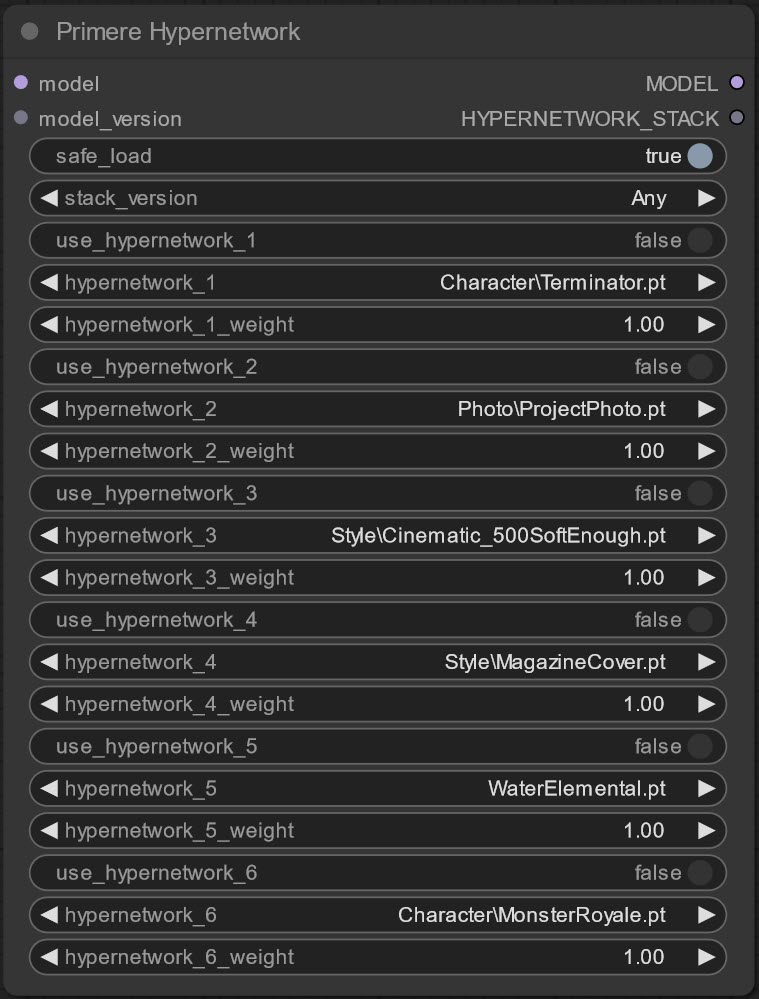 Primere Hypernetwork
model MODEL
model_version HYPERNETWORK_STACK
safe_load true
stack_version Any
use_hypernetwork_1 false
hypernetwork_1 Character\Terminator.pt
hypernetwork_1_weight 1.00
use_hypernetwork_2 false
hypernetwork_2 Photo\ProjectPhoto.pt
hypernetwork_2_weight 1.00
use_hypernetwork_3 false
hypernetwork_3 Style\Cinematic_500SoftEnough.pt
hypernetwork_3_weight 1.00
use_hypernetwork_4 false
hypernetwork_4 Style\MagazineCover.pt
hypernetwork_4_weight 1.00
use_hypernetwork_5 false
hypernetwork_5 WaterElemental.pt
hypernetwork_5_weight 1.00
use_hypernetwork_6 false
hypernetwork_6 Character\MonsterRoyale.pt
hypernetwork_6_weight 1.00